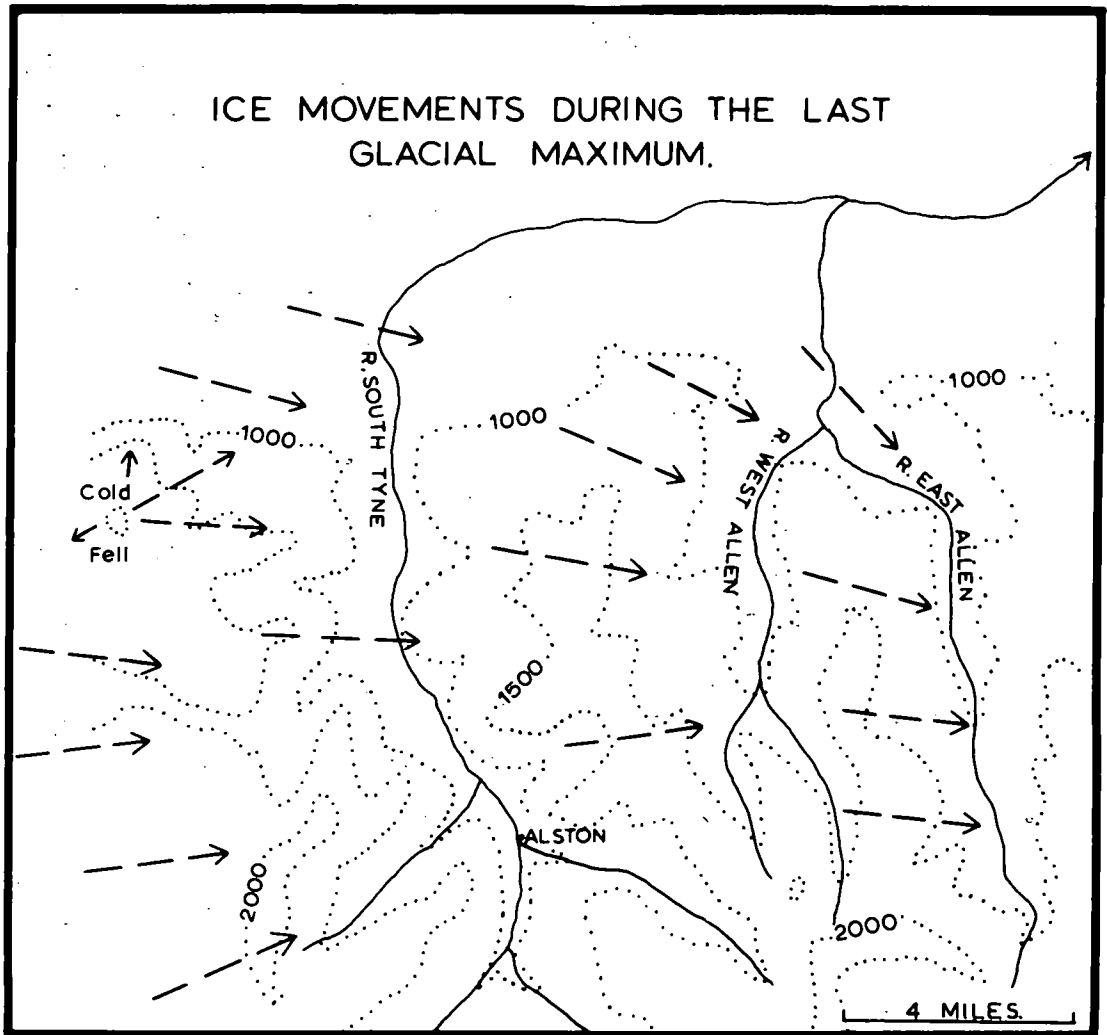 ICE MOVEMENTS DURING THE LAST
GLACIAL MAXIMUM.
1000
1000
1000
R. SOUTH TYNE
R. WEST ALLEN
R. EAST ALLEN
Cold
Fell
1500
ALSTON
2000
2000
4 MILES.